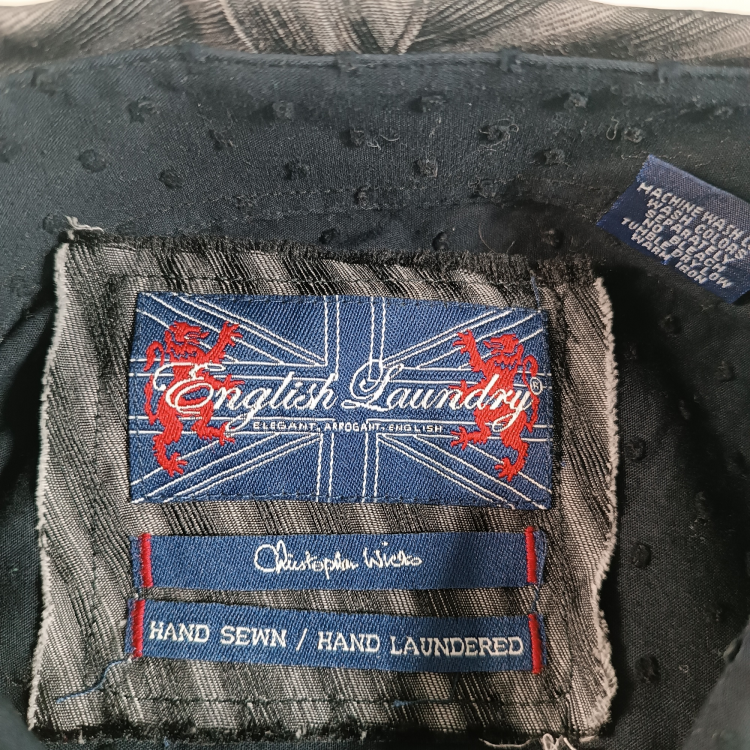 MACHINE WASH
English Laundry®
ELEGANT. ARROGANT. ENGLISH.
Christopher Wicks
HAND SEWN / HAND LAUNDERED